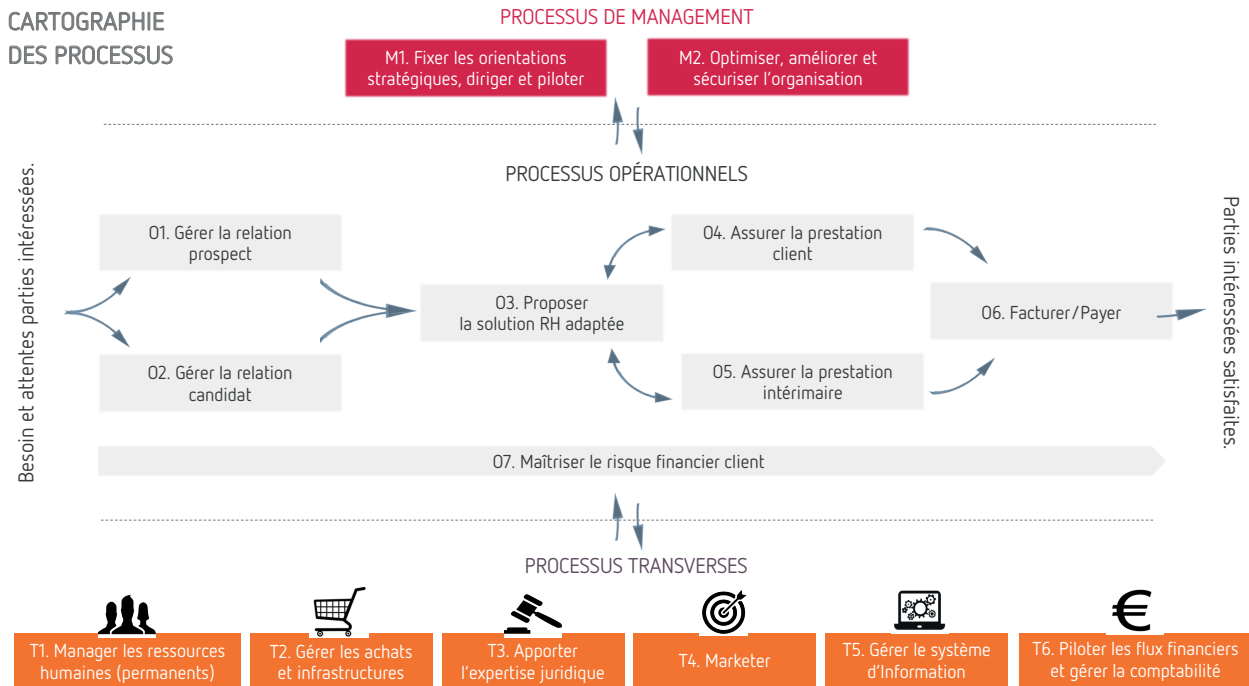 CARTOGRAPHIE
DES PROCESSUS
PROCESSUS DE MANAGEMENT
M1. Fixer les orientations
stratégiques, diriger et piloter
M2. Optimiser, améliorer et
sécuriser l'organisation
Besoin et attentes parties intéressées.
PROCESSUS OPÉRATIONNELS
O1. Gérer la relation
prospect
O2. Gérer la relation
candidat
O3. Proposer
la solution RH adaptée
O4. Assurer la prestation
client
O5. Assurer la prestation
intérimaire
O6. Facturer/Payer
O7. Maîtriser le risque financier client
Parties intéressées satisfaites.
PROCESSUS TRANSVERSES
T1. Manager les ressources
humaines (permanents)
T2. Gérer les achats
et infrastructures
T3. Apporter
l'expertise juridique
T4. Marketer
T5. Gérer le système
d'Information
€
T6. Piloter les flux financiers
et gérer la comptabilité